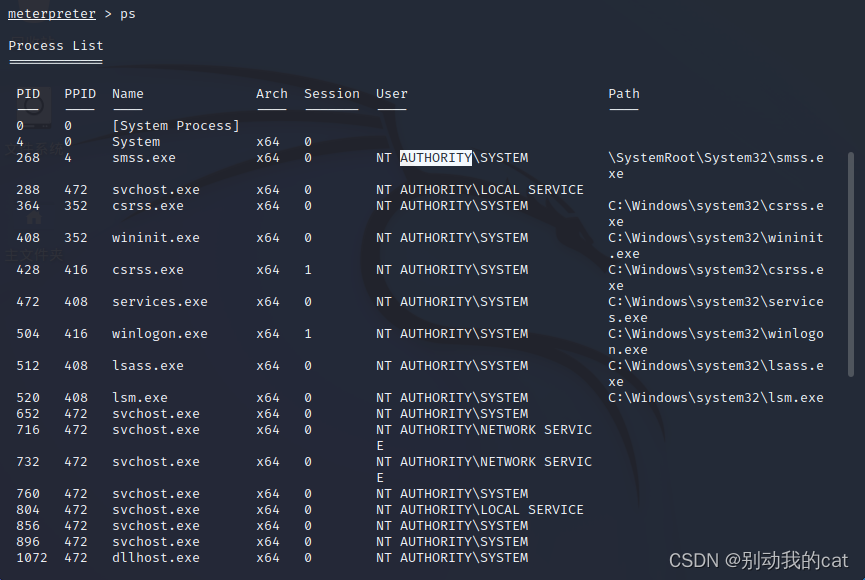 meterpreter > ps
Process List
PID PPID Name Arch Session User Path
0 0 [System Process]
4 0 System x64 0
268 4 smss.exe x64 0 NT AUTHORITY\SYSTEM \SystemRoot\System32\smss.e
xe
288 472 svchost.exe x64 0 NT AUTHORITY\LOCAL SERVICE
364 352 csrss.exe x64 0 NT AUTHORITY\SYSTEM C:\Windows\system32\csrss.e
xe
408 352 wininit.exe x64 0 NT AUTHORITY\SYSTEM C:\Windows\system32\wininit
.exe
428 416 csrss.exe x64 1 NT AUTHORITY\SYSTEM C:\Windows\system32\csrss.e
xe
472 408 services.exe x64 0 NT AUTHORITY\SYSTEM C:\Windows\system32\service
s.exe
504 416 winlogon.exe x64 1 NT AUTHORITY\SYSTEM C:\Windows\system32\winlogo
n.exe
512 408 lsass.exe x64 0 NT AUTHORITY\SYSTEM C:\Windows\system32\lsass.e
xe
520 408 lsm.exe x64 0 NT AUTHORITY\SYSTEM C:\Windows\system32\lsm.exe
652 472 svchost.exe x64 0 NT AUTHORITY\SYSTEM
716 472 svchost.exe x64 0 NT AUTHORITY\NETWORK SERVIC
E
732 472 svchost.exe x64 0 NT AUTHORITY\NETWORK SERVIC
E
760 472 svchost.exe x64 0 NT AUTHORITY\SYSTEM
804 472 svchost.exe x64 0 NT AUTHORITY\LOCAL SERVICE
856 472 svchost.exe x64 0 NT AUTHORITY\SYSTEM
896 472 svchost.exe x64 0 NT AUTHORITY\SYSTEM
1072 472 dllhost.exe x64 0 NT AUTHORITY\SYSTEM
CSDN @别动我的cat